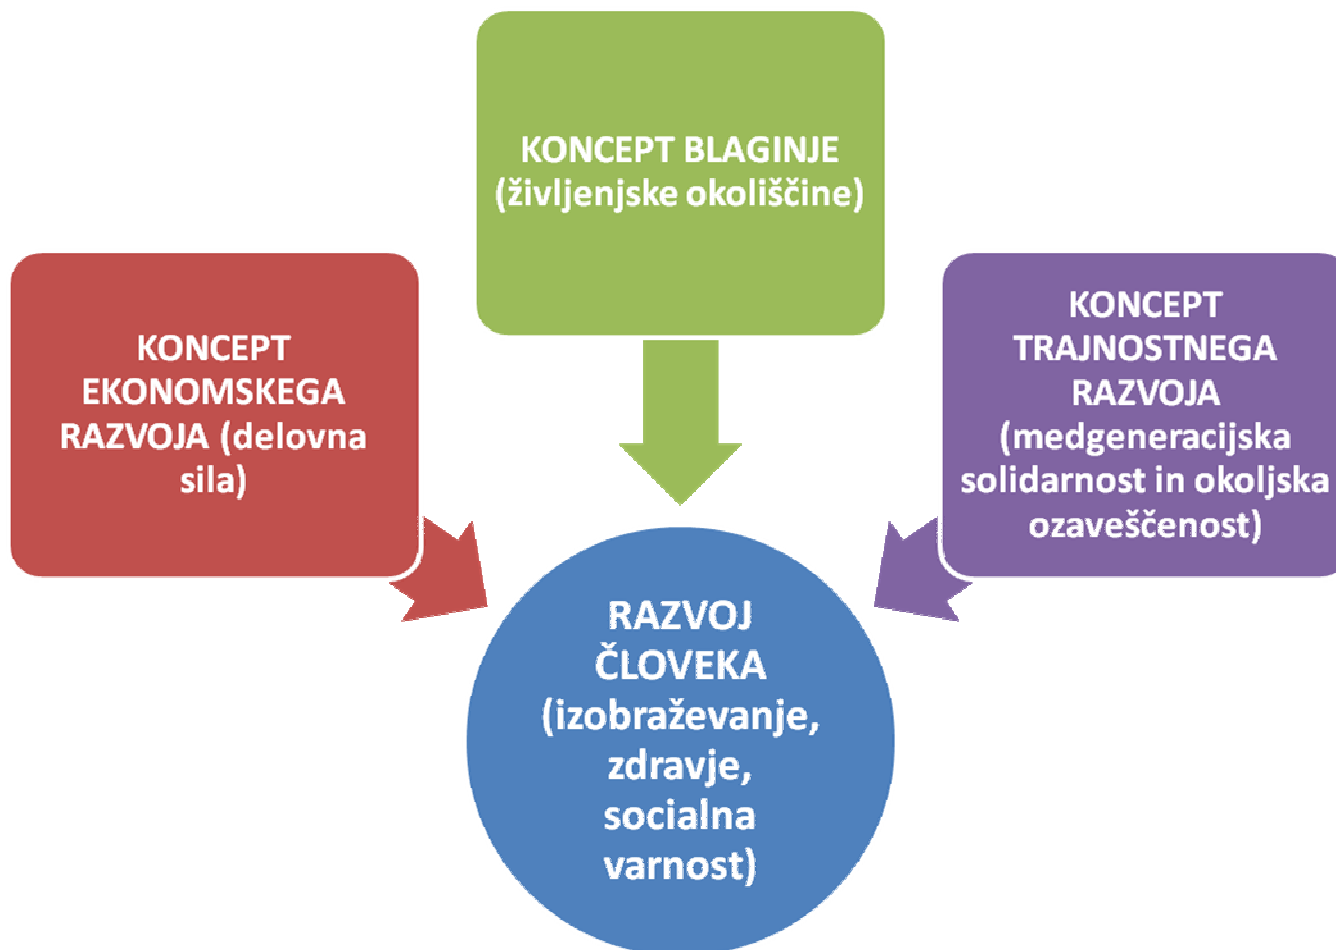 KONCEPT BLAGINJE
(življenjske okoliščine)
KONCEPT
EKONOMSKEGA
RAZVOJA (delovna
sila)
KONCEPT
TRAJNOSTNEGA
RAZVOJA
(medgeneracijska
solidarnost in okoljska
ozaveščenost)
RAZVOJ
ČLOVEKA
(izobraževanje,
zdravje,
socialna
varnost)